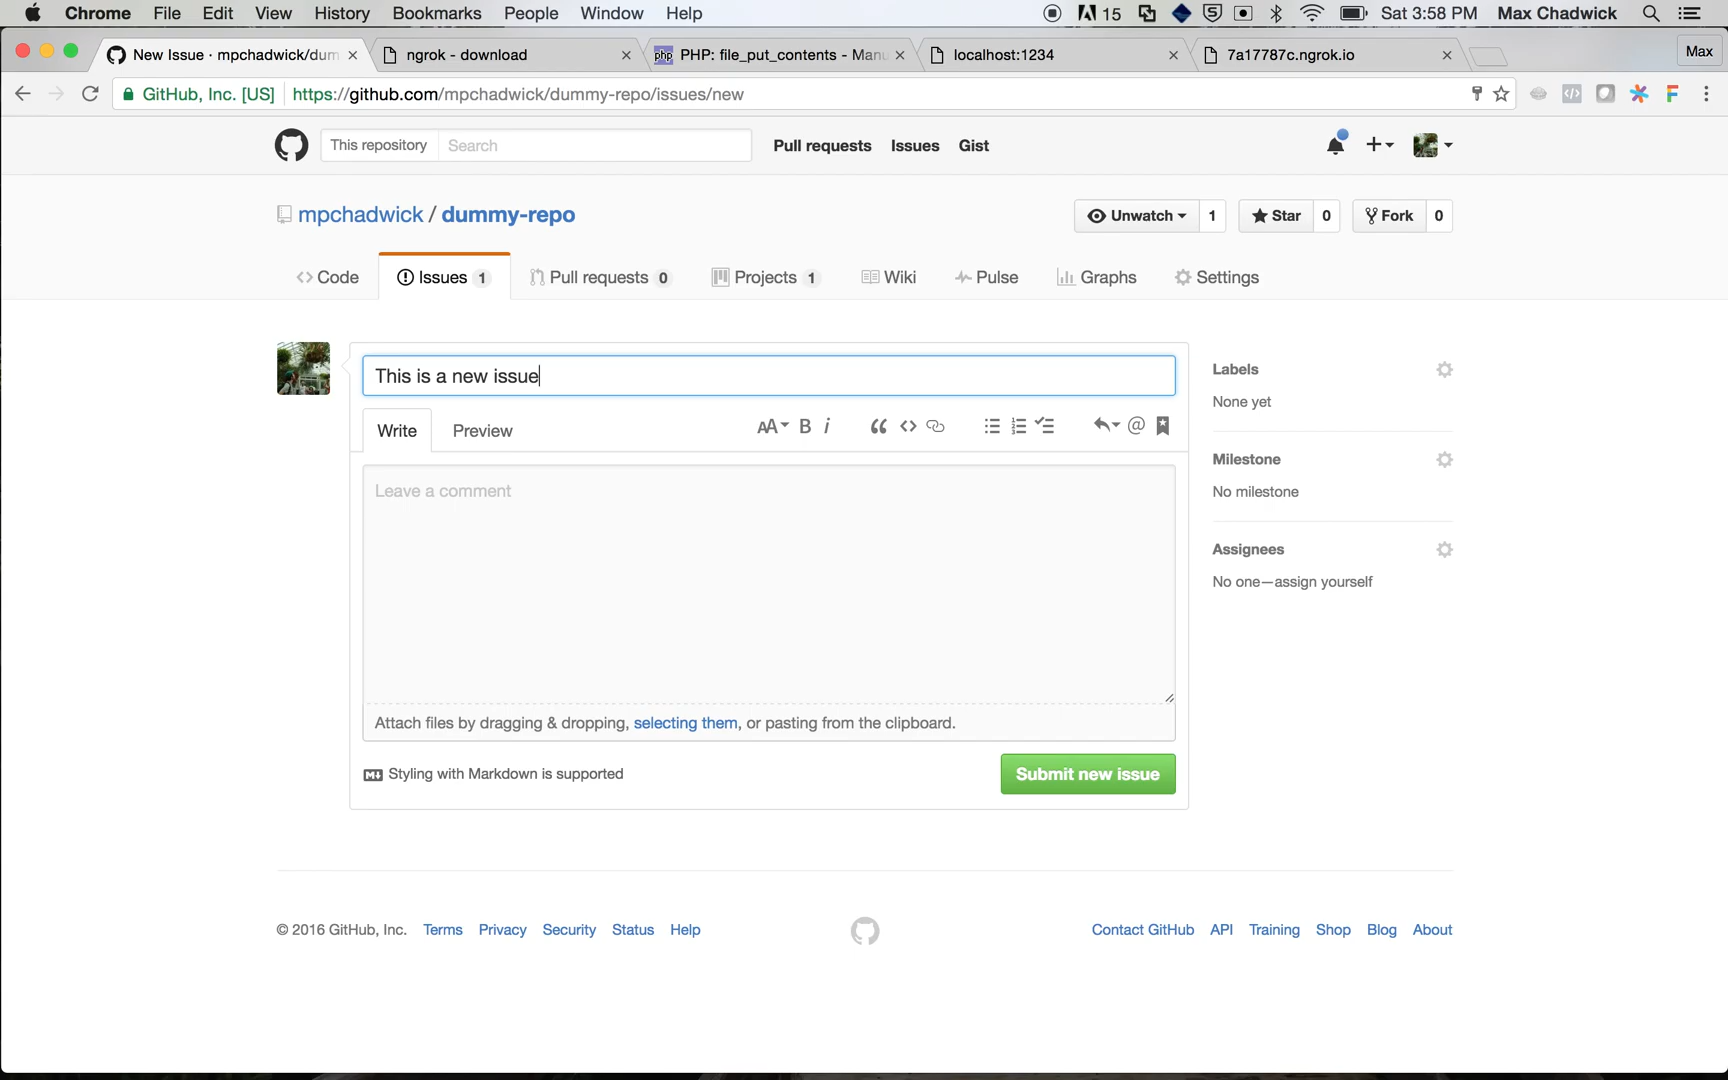 Chrome File Edit View History Bookmarks People Window Help 15 Sat 3:58 PM Max Chadwick
New Issue · mpchadwick/dum ngrok - download PHP: file_put_contents - Manu localhost:1234 7a17787c.ngrok.io Max
GitHub, Inc. [US] https://github.com/mpchadwick/dummy-repo/issues/new
This repository Search Pull requests Issues Gist
mpchadwick / dummy-repo Unwatch 1 Star 0 Fork 0
Code Issues 1 Pull requests 0 Projects 1 Wiki Pulse Graphs Settings
This is a new issue
Labels
None yet
Write Preview AA B i
Milestone
No milestone
Leave a comment
Assignees
No one—assign yourself
Attach files by dragging & dropping, selecting them, or pasting from the clipboard.
Styling with Markdown is supported Submit new issue
© 2016 GitHub, Inc. Terms Privacy Security Status Help Contact GitHub API Training Shop Blog About